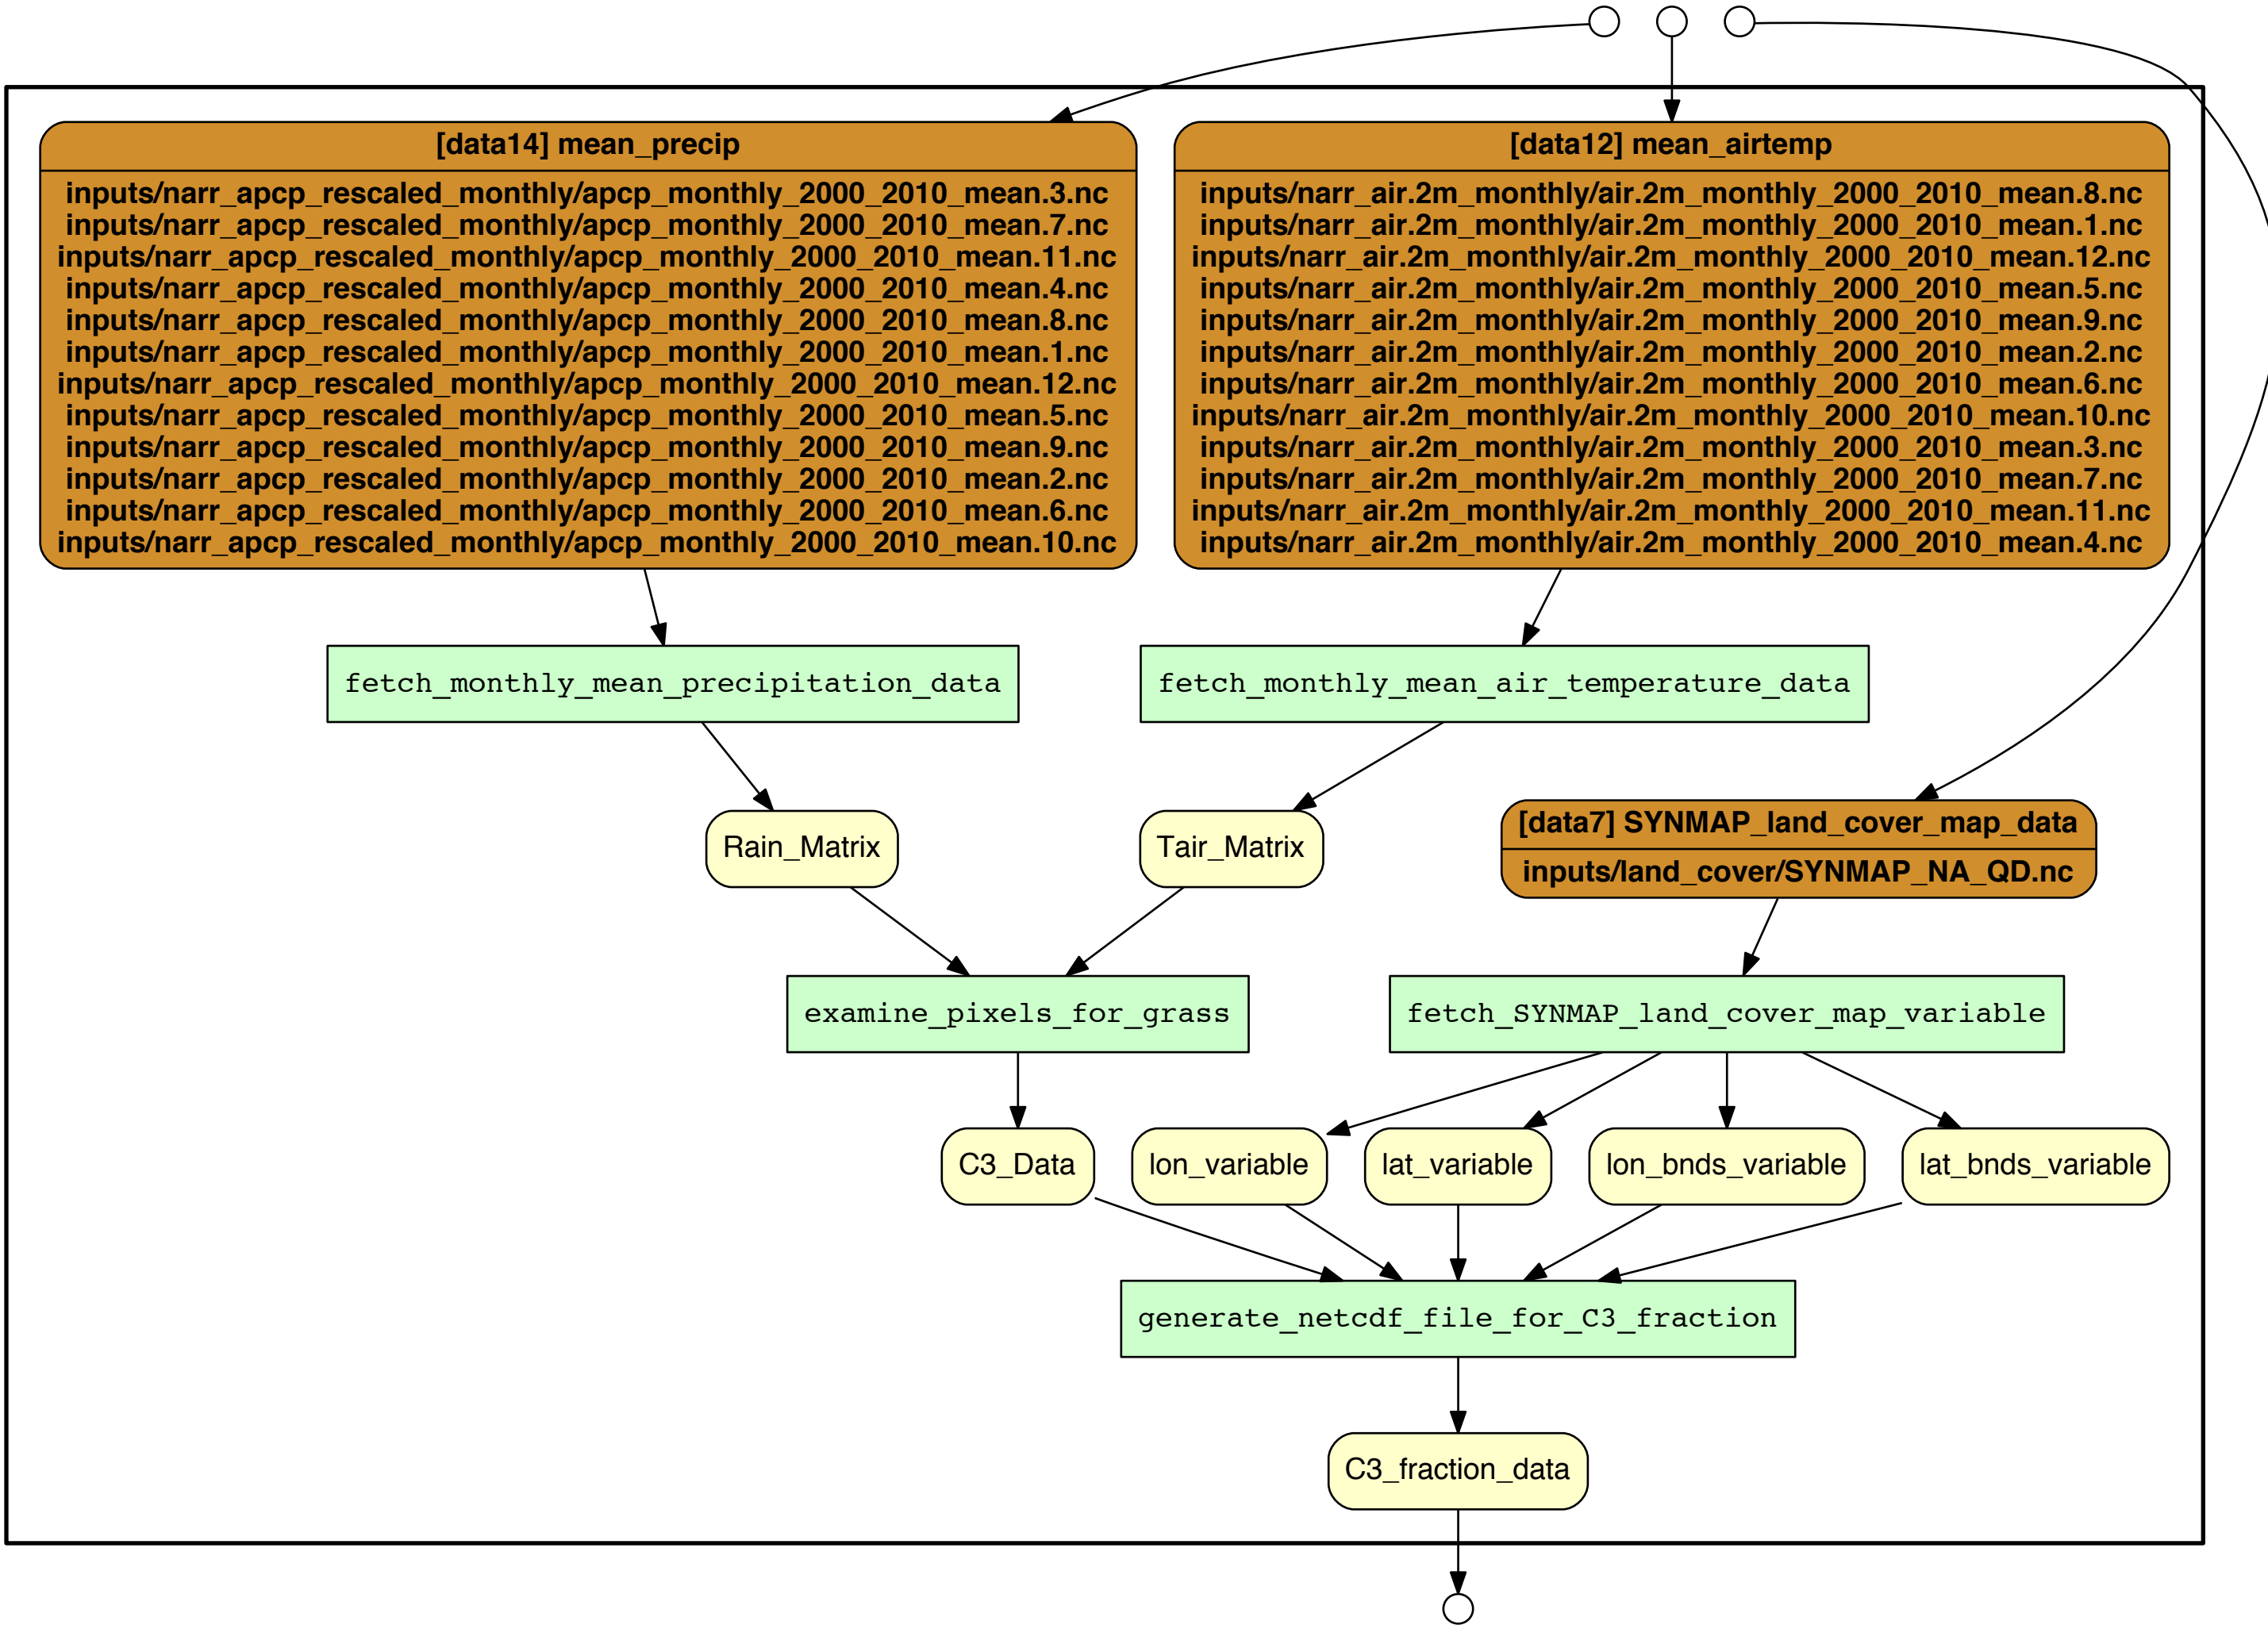 [data14] mean_precip
inputs/narr_apcp_rescaled_monthly/apcp_monthly_2000_2010_mean.3.nc
inputs/narr_apcp_rescaled_monthly/apcp_monthly_2000_2010_mean.7.nc
inputs/narr_apcp_rescaled_monthly/apcp_monthly_2000_2010_mean.11.nc
inputs/narr_apcp_rescaled_monthly/apcp_monthly_2000_2010_mean.4.nc
inputs/narr_apcp_rescaled_monthly/apcp_monthly_2000_2010_mean.8.nc
inputs/narr_apcp_rescaled_monthly/apcp_monthly_2000_2010_mean.1.nc
inputs/narr_apcp_rescaled_monthly/apcp_monthly_2000_2010_mean.12.nc
inputs/narr_apcp_rescaled_monthly/apcp_monthly_2000_2010_mean.5.nc
inputs/narr_apcp_rescaled_monthly/apcp_monthly_2000_2010_mean.9.nc
inputs/narr_apcp_rescaled_monthly/apcp_monthly_2000_2010_mean.2.nc
inputs/narr_apcp_rescaled_monthly/apcp_monthly_2000_2010_mean.6.nc
inputs/narr_apcp_rescaled_monthly/apcp_monthly_2000_2010_mean.10.nc
[data12] mean_airtemp
inputs/narr_air.2m_monthly/air.2m_monthly_2000_2010_mean.8.nc
inputs/narr_air.2m_monthly/air.2m_monthly_2000_2010_mean.1.nc
inputs/narr_air.2m_monthly/air.2m_monthly_2000_2010_mean.12.nc
inputs/narr_air.2m_monthly/air.2m_monthly_2000_2010_mean.5.nc
inputs/narr_air.2m_monthly/air.2m_monthly_2000_2010_mean.9.nc
inputs/narr_air.2m_monthly/air.2m_monthly_2000_2010_mean.2.nc
inputs/narr_air.2m_monthly/air.2m_monthly_2000_2010_mean.6.nc
inputs/narr_air.2m_monthly/air.2m_monthly_2000_2010_mean.10.nc
inputs/narr_air.2m_monthly/air.2m_monthly_2000_2010_mean.3.nc
inputs/narr_air.2m_monthly/air.2m_monthly_2000_2010_mean.7.nc
inputs/narr_air.2m_monthly/air.2m_monthly_2000_2010_mean.11.nc
inputs/narr_air.2m_monthly/air.2m_monthly_2000_2010_mean.4.nc
fetch_monthly_mean_precipitation_data
fetch_monthly_mean_air_temperature_data
Rain_Matrix
Tair_Matrix
[data7] SYNMAP_land_cover_map_data
inputs/land_cover/SYNMAP_NA_QD.nc
examine_pixels_for_grass
fetch_SYNMAP_land_cover_map_variable
C3_Data
lon_variable
lat_variable
lon_bnds_variable
lat_bnds_variable
generate_netcdf_file_for_C3_fraction
C3_fraction_data